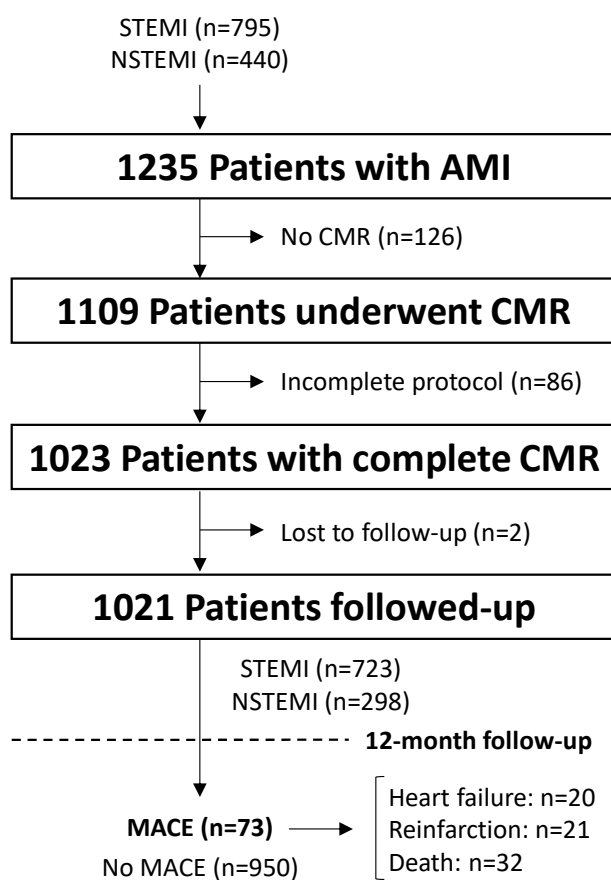 STEMI (n=795)
NSTEMI (n=440)
1235 Patients with AMI
No CMR (n=126)
1109 Patients underwent CMR
Incomplete protocol (n=86)
1023 Patients with complete CMR
Lost to follow-up (n=2)
1021 Patients followed-up
STEMI (n=723)
NSTEMI (n=298)
12-month follow-up
MACE (n=73)
No MACE (n=950)
Heart failure: n=20
Reinfarction: n=21
Death: n=32